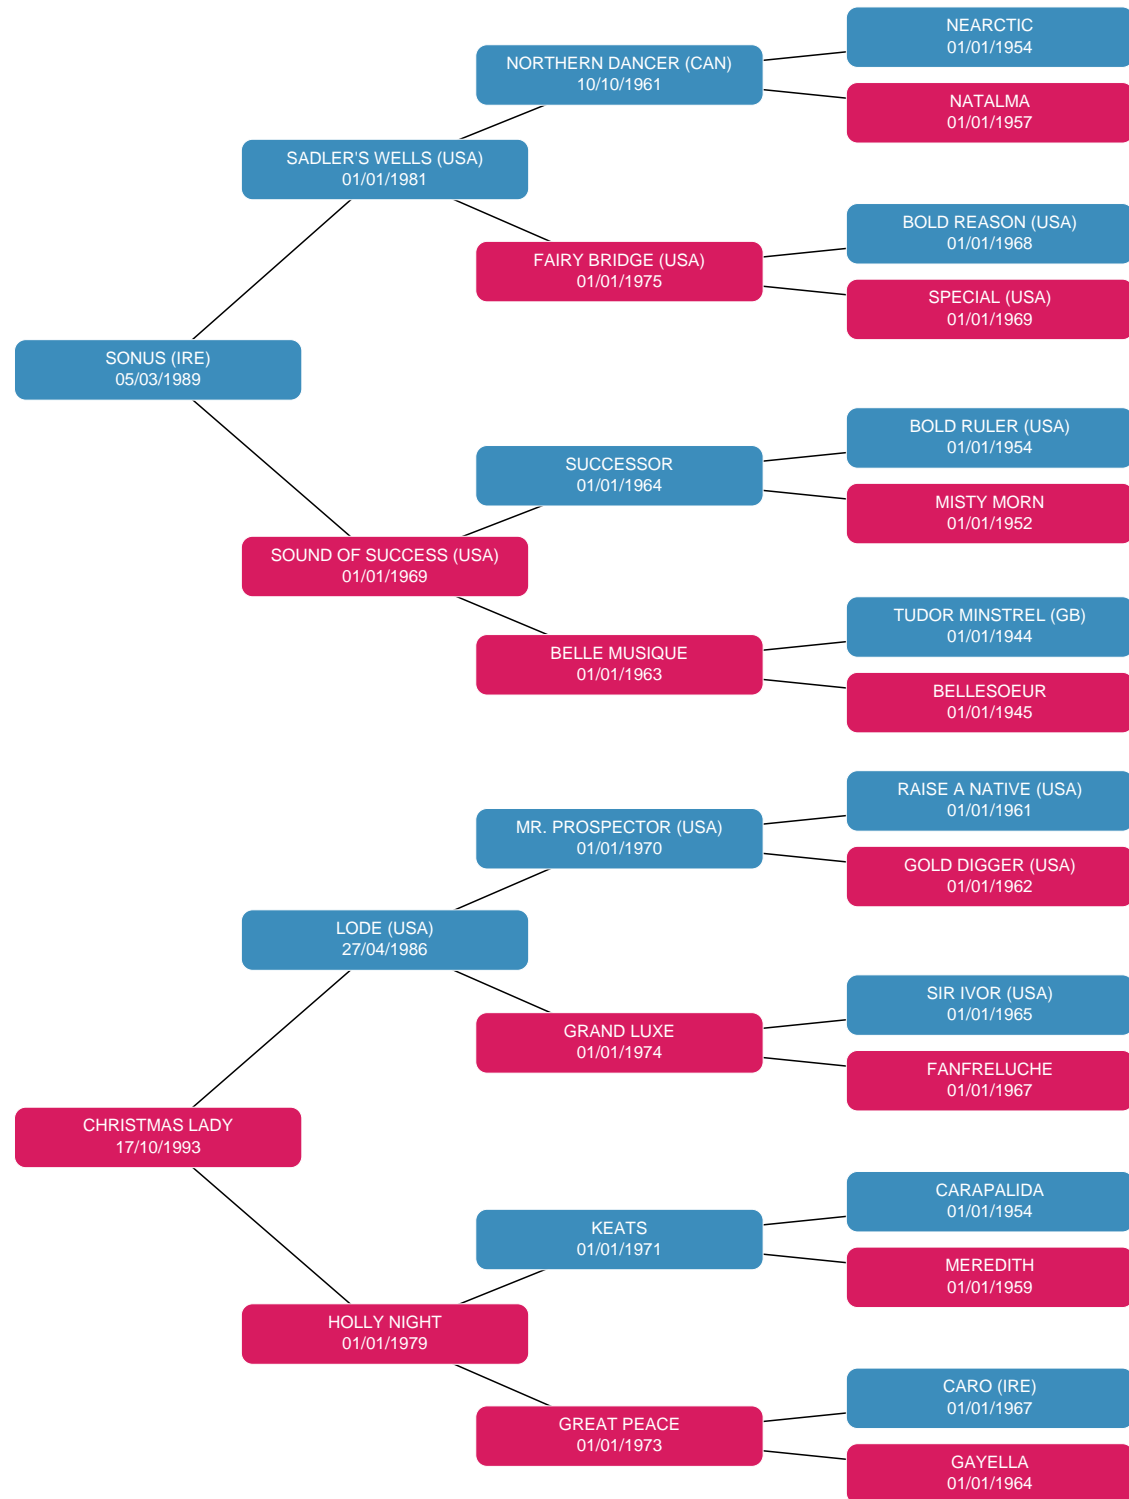 NEARCTIC
01/01/1954
NORTHERN DANCER (CAN)
10/10/1961
NATALMA
01/01/1957
SADLER'S WELLS (USA)
01/01/1981
BOLD REASON (USA)
01/01/1968
FAIRY BRIDGE (USA)
01/01/1975
SPECIAL (USA)
01/01/1969
SONUS (IRE)
05/03/1989
BOLD RULER (USA)
01/01/1954
SUCCESSOR
01/01/1964
MISTY MORN
01/01/1952
SOUND OF SUCCESS (USA)
01/01/1969
TUDOR MINSTREL (GB)
01/01/1944
BELLE MUSIQUE
01/01/1963
BELLESOEUR
01/01/1945
RAISE A NATIVE (USA)
01/01/1961
MR. PROSPECTOR (USA)
01/01/1970
GOLD DIGGER (USA)
01/01/1962
LODE (USA)
27/04/1986
SIR IVOR (USA)
01/01/1965
GRAND LUXE
01/01/1974
FANFRELUCHE
01/01/1967
CHRISTMAS LADY
17/10/1993
CARAPALIDA
01/01/1954
KEATS
01/01/1971
MEREDITH
01/01/1959
HOLLY NIGHT
01/01/1979
CARO (IRE)
01/01/1967
GREAT PEACE
01/01/1973
GAYELLA
01/01/1964